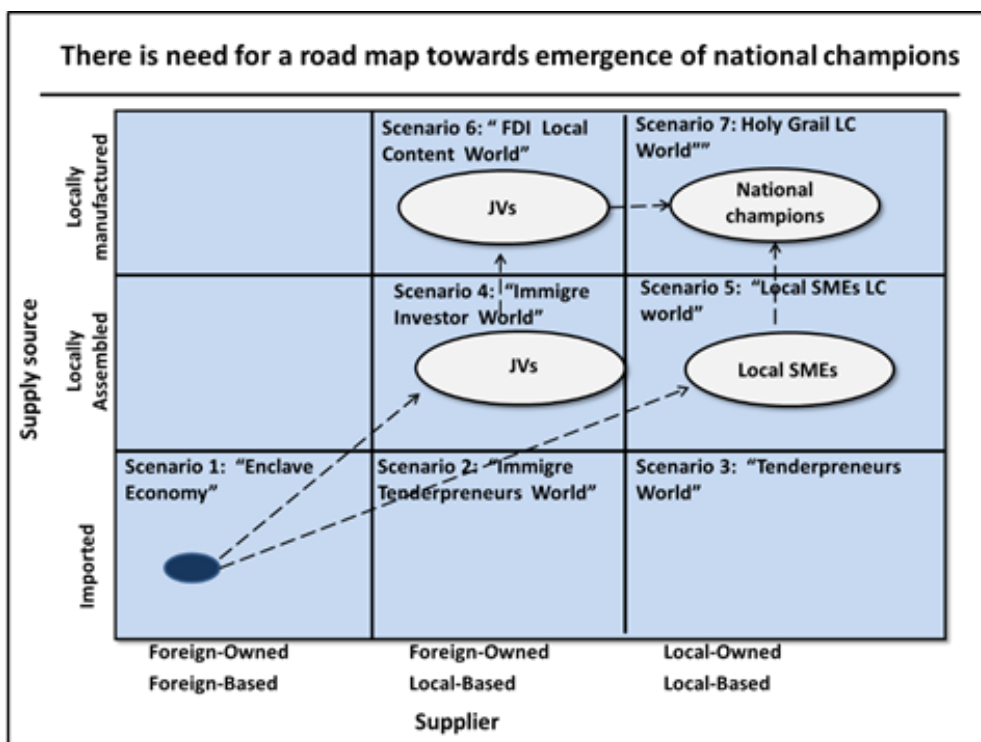 There is need for a road map towards emergence of national champions
Supply source
Locally
manufactured
Scenario 6: “ FDI Local
Content World”
JVs
Scenario 7: Holy Grail LC
World””
National
champions
Locally
Assembled
Scenario 4: “Immigre
Investor World”
JVs
Scenario 5: “Local SMEs LC
world”
Local SMEs
Imported
Scenario 1: “Enclave
Economy”
Scenario 2: “Immigre
Tenderpreneurs World”
Scenario 3: “Tenderpreneurs
World”
Foreign-Owned
Foreign-Based
Foreign-Owned
Local-Based
Local-Owned
Local-Based
Supplier